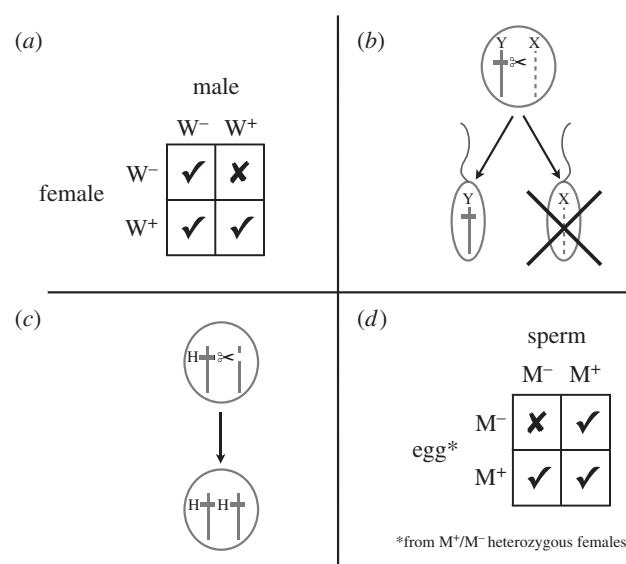 (a)
male
W⁻ W⁺
female
W⁻
W⁺
(b)
Y X
Y X
(c)
H
H H
(d)
sperm
M⁻ M⁺
egg*
M⁻
M⁺
*from M⁺/M⁻ heterozygous females